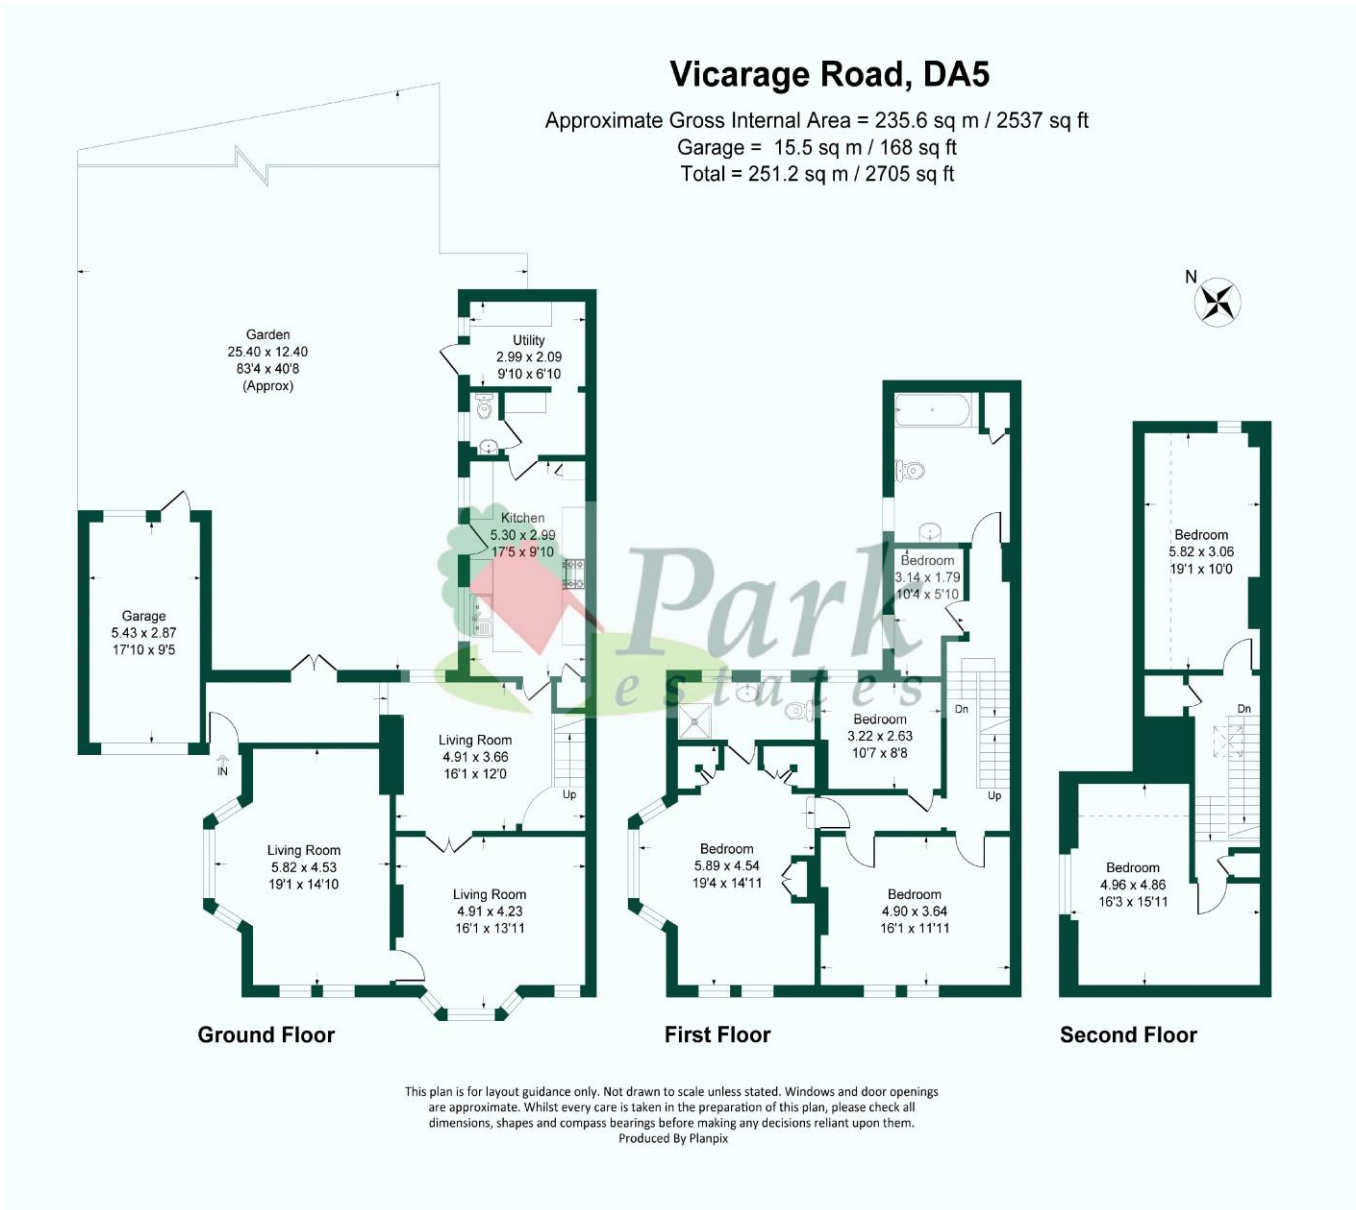 Vicarage Road, DA5
Approximate Gross Internal Area = 235.6 sq m / 2537 sq ft
Garage = 15.5 sq m / 168 sq ft
Total = 251.2 sq m / 2705 sq ft
N
Garden
25.40 x 12.40
83'4 x 40'8
(Approx)
Utility
2.99 x 2.09
9'10 x 6'10
Kitchen
5.30 x 2.99
17'5 x 9'10
Garage
5.43 x 2.87
17'10 x 9'5
IN
Living Room
4.91 x 3.66
16'1 x 12'0
Up
Living Room
5.82 x 4.53
19'1 x 14'10
Living Room
4.91 x 4.23
16'1 x 13'11
Ground Floor
Park
estates
Bedroom
3.14 x 1.79
10'4 x 5'10
Dn
Bedroom
3.22 x 2.63
10'7 x 8'8
Up
Bedroom
5.89 x 4.54
19'4 x 14'11
Bedroom
4.90 x 3.64
16'1 x 11'11
First Floor
Bedroom
5.82 x 3.06
19'1 x 10'0
Dn
Bedroom
4.96 x 4.86
16'3 x 15'11
Second Floor
This plan is for layout guidance only. Not drawn to scale unless stated. Windows and door openings
are approximate. Whilst every care is taken in the preparation of this plan, please check all
dimensions, shapes and compass bearings before making any decisions reliant upon them.
Produced By Planpix